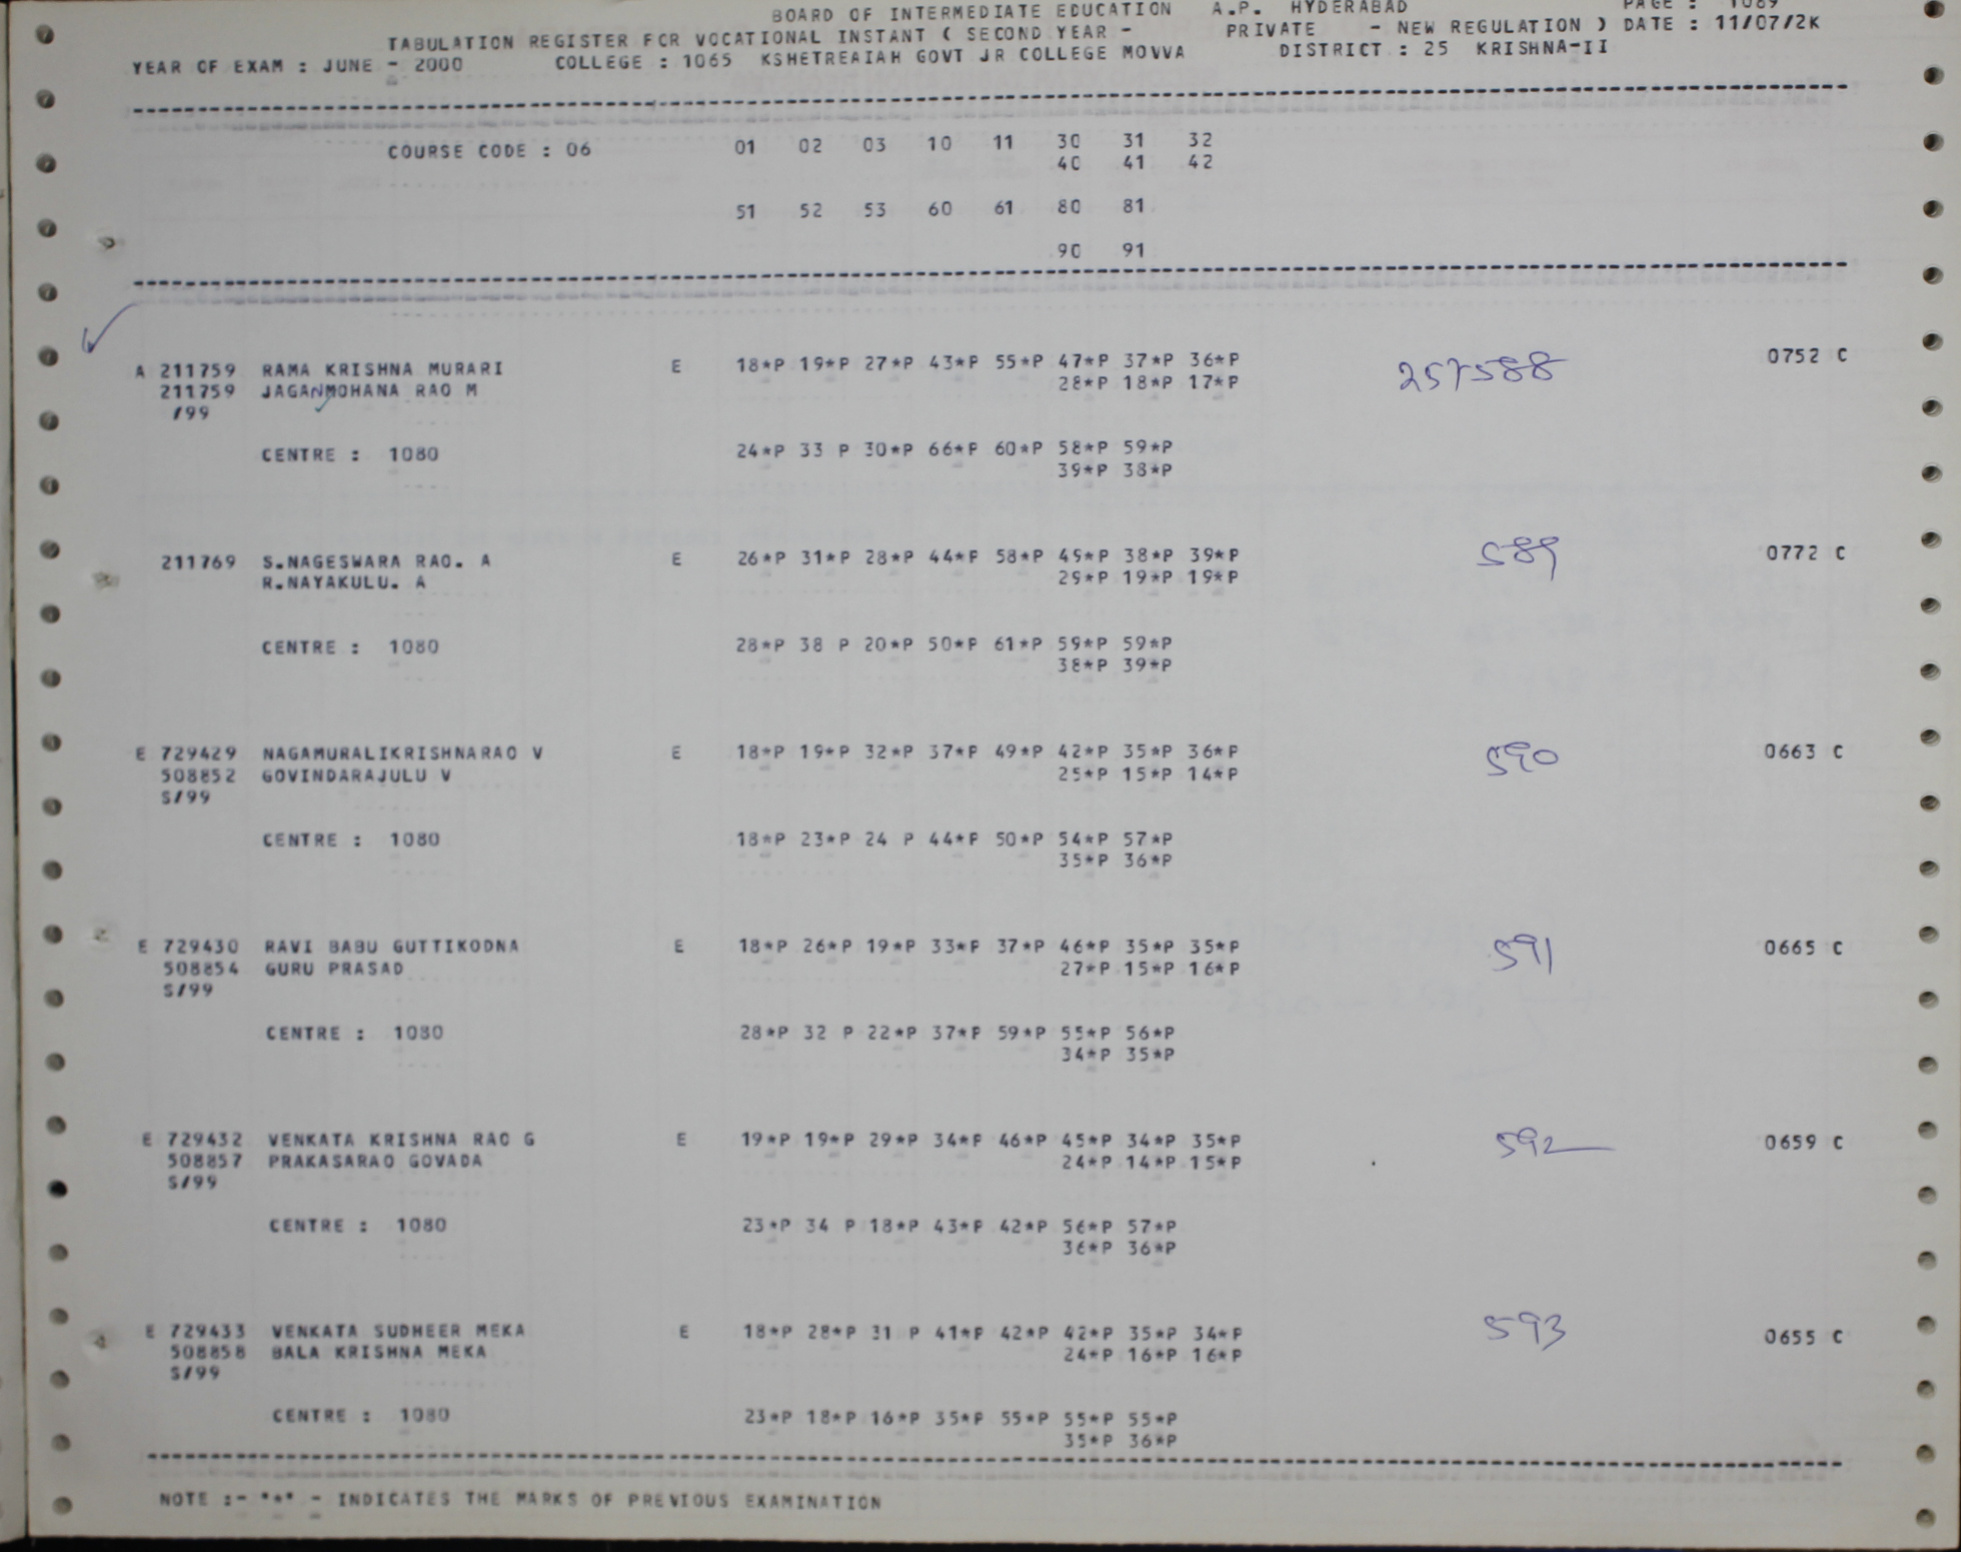 BOARD OF INTERMEDIATE EDUCATION A.P. HYDERABAD PAGE : 1089
TABULATION REGISTER FOR VOCATIONAL INSTANT ( SECOND YEAR - PRIVATE - NEW REGULATION ) DATE : 11/07/2K
YEAR OF EXAM : JUNE - 2000 COLLEGE : 1065 KSHETREAIAH GOVT JR COLLEGE MOVVA DISTRICT : 25 KRISHNA-II
COURSE CODE : 06 01 02 03 10 11 30 31 32
40 41 42
51 52 53 60 61 80 81
90 91
A 211759 RAMA KRISHNA MURARI E 18*P 19*P 27*P 43*P 55*P 47*P 37*P 36*P 257588 0752 C
211759 JAGANMOHANA RAO M 28*P 18*P 17*P
/99
CENTRE : 1080 24*P 33 P 30*P 66*P 60*P 58*P 59*P
39*P 38*P
211769 S.NAGESWARA RAO. A E 26*P 31*P 28*P 44*P 58*P 49*P 38*P 39*P 589 0772 C
R.NAYAKULU. A 29*P 19*P 19*P
CENTRE : 1080 28*P 38 P 20*P 50*P 61*P 59*P 59*P
38*P 39*P
E 729429 NAGAMURALIKRISHNARAO V E 18*P 19*P 32*P 37*P 49*P 42*P 35*P 36*P 590 0663 C
508852 GOVINDARAJULU V 25*P 15*P 14*P
S/99
CENTRE : 1080 18*P 23*P 24 P 44*P 50*P 54*P 57*P
35*P 36*P
E 729430 RAVI BABU GUTTIKODNA E 18*P 26*P 19*P 33*P 37*P 46*P 35*P 35*P 591 0665 C
508854 GURU PRASAD 27*P 15*P 16*P
S/99
CENTRE : 1080 28*P 32 P 22*P 37*P 59*P 55*P 56*P
34*P 35*P
E 729432 VENKATA KRISHNA RAO G E 19*P 19*P 29*P 34*P 46*P 45*P 34*P 35*P 592 0659 C
508857 PRAKASARAO GOVADA 24*P 14*P 15*P
S/99
CENTRE : 1080 23*P 34 P 18*P 43*P 42*P 56*P 57*P
36*P 36*P
E 729433 VENKATA SUDHEER MEKA E 18*P 28*P 31 P 41*P 42*P 42*P 35*P 34*P 593 0655 C
508858 BALA KRISHNA MEKA 24*P 16*P 16*P
S/99
CENTRE : 1080 23*P 18*P 16*P 35*P 55*P 55*P 55*P
35*P 36*P
NOTE :- "*" - INDICATES THE MARKS OF PREVIOUS EXAMINATION